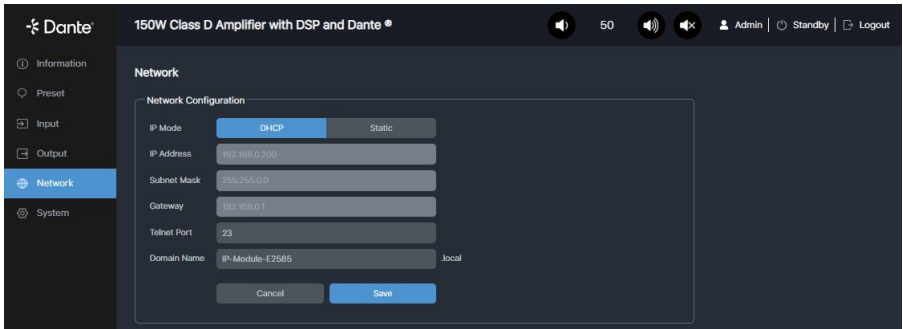 Dante®
150W Class D Amplifier with DSP and Dante ®
50
Admin
Standby
Logout
Information
Preset
Input
Output
Network
System
Network
Network Configuration
IP Mode DHCP Static
IP Address 192.168.0.200
Subnet Mask 255.255.0.0
Gateway 192.168.0.1
Telnet Port 23
Domain Name IP-Module-E2585 .local
Cancel Save